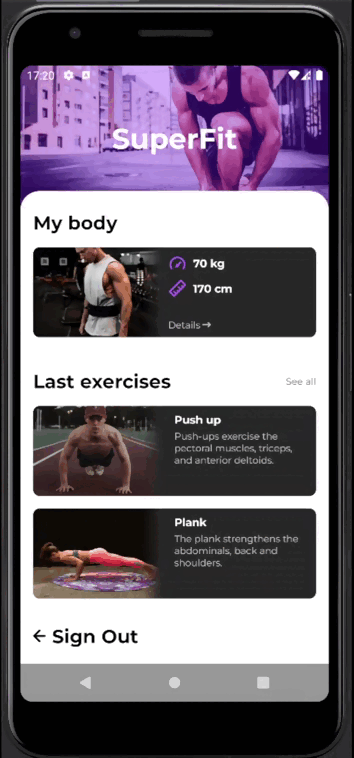 17:20
SuperFit
My body
70 kg
170 cm
Details→
Last exercises
See all
Push up
Push-ups exercise the
pectoral muscles, triceps,
and anterior deltoids.
Plank
The plank strengthens the
abdominals, back and
shoulders.
← Sign Out